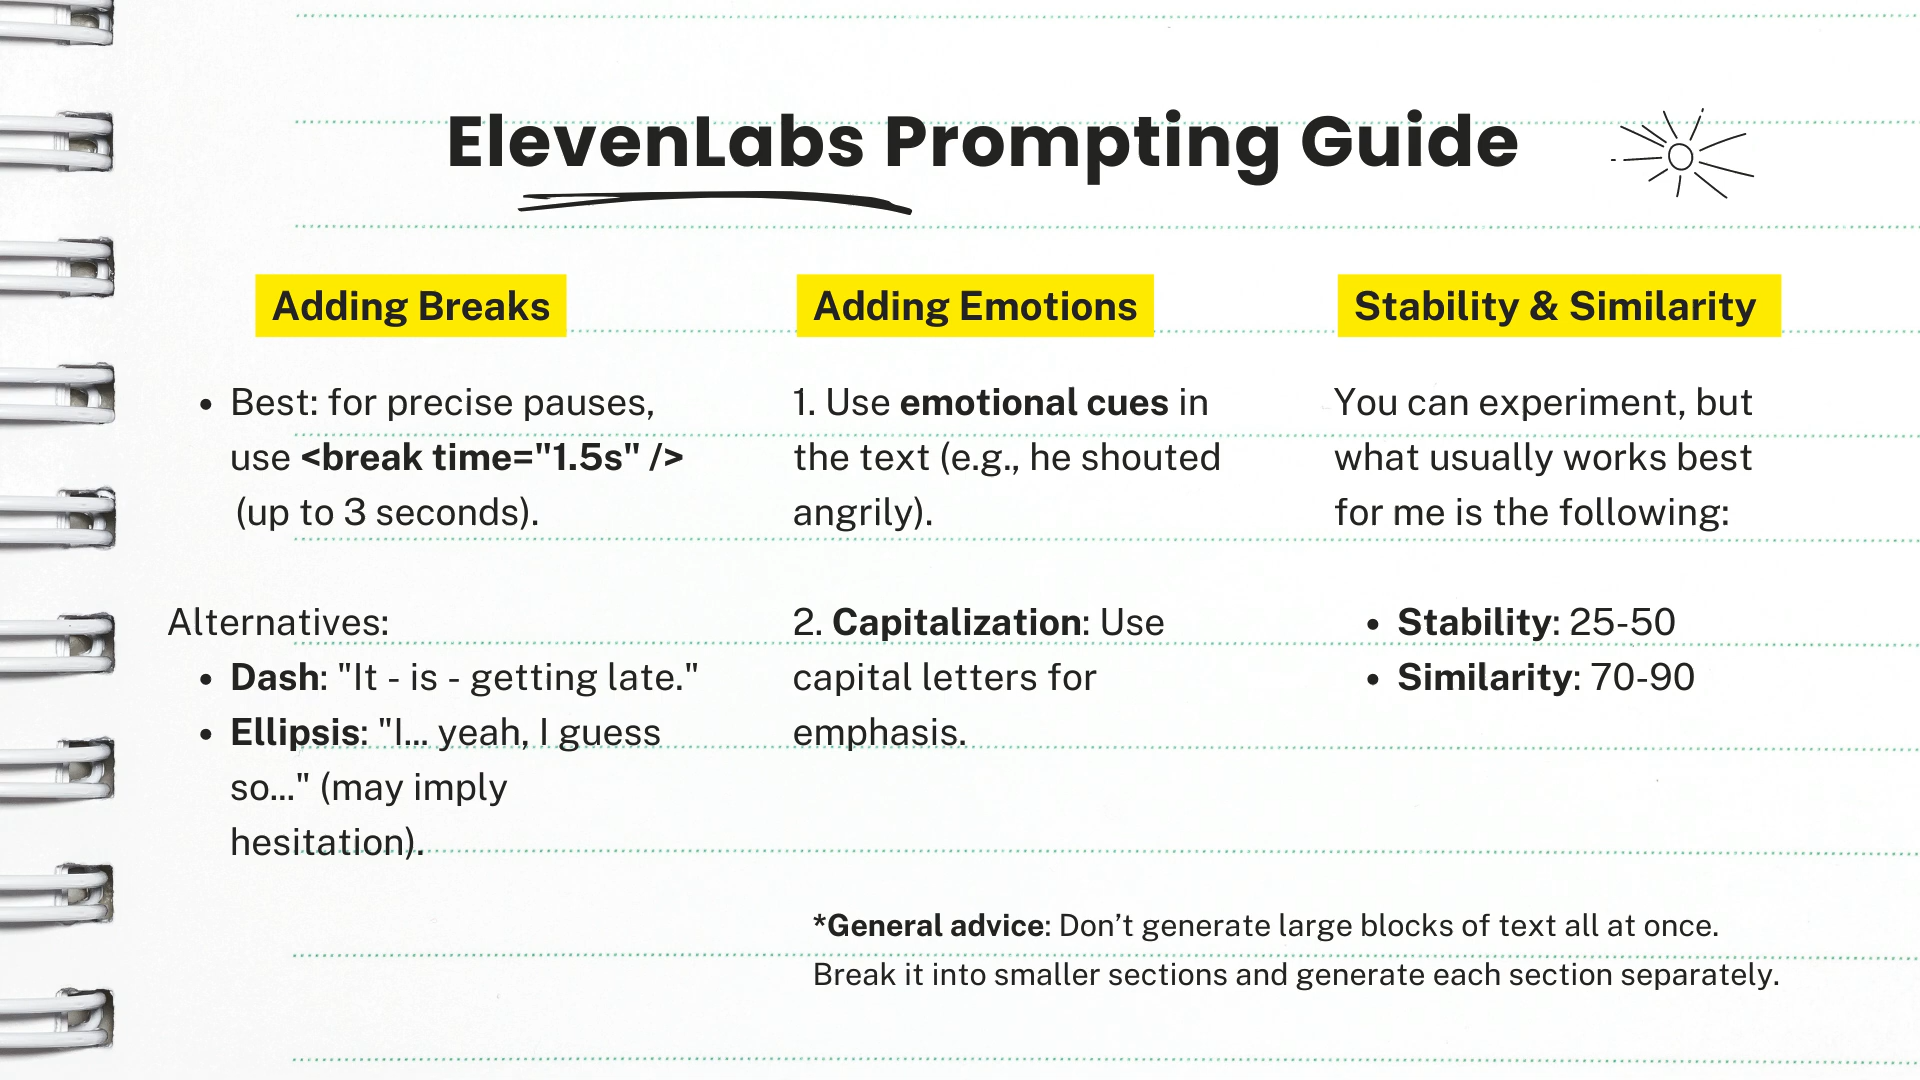 ElevenLabs Prompting Guide
Adding Breaks
• Best: for precise pauses,
use <break time="1.5s" />
(up to 3 seconds).
Alternatives:
• Dash: "It - is - getting late."
• Ellipsis: "I... yeah, I guess
so..." (may imply
hesitation).
Adding Emotions
1. Use emotional cues in
the text (e.g., he shouted
angrily).
2. Capitalization: Use
capital letters for
emphasis.
Stability & Similarity
You can experiment, but
what usually works best
for me is the following:
• Stability: 25-50
• Similarity: 70-90
*General advice: Don’t generate large blocks of text all at once.
Break it into smaller sections and generate each section separately.